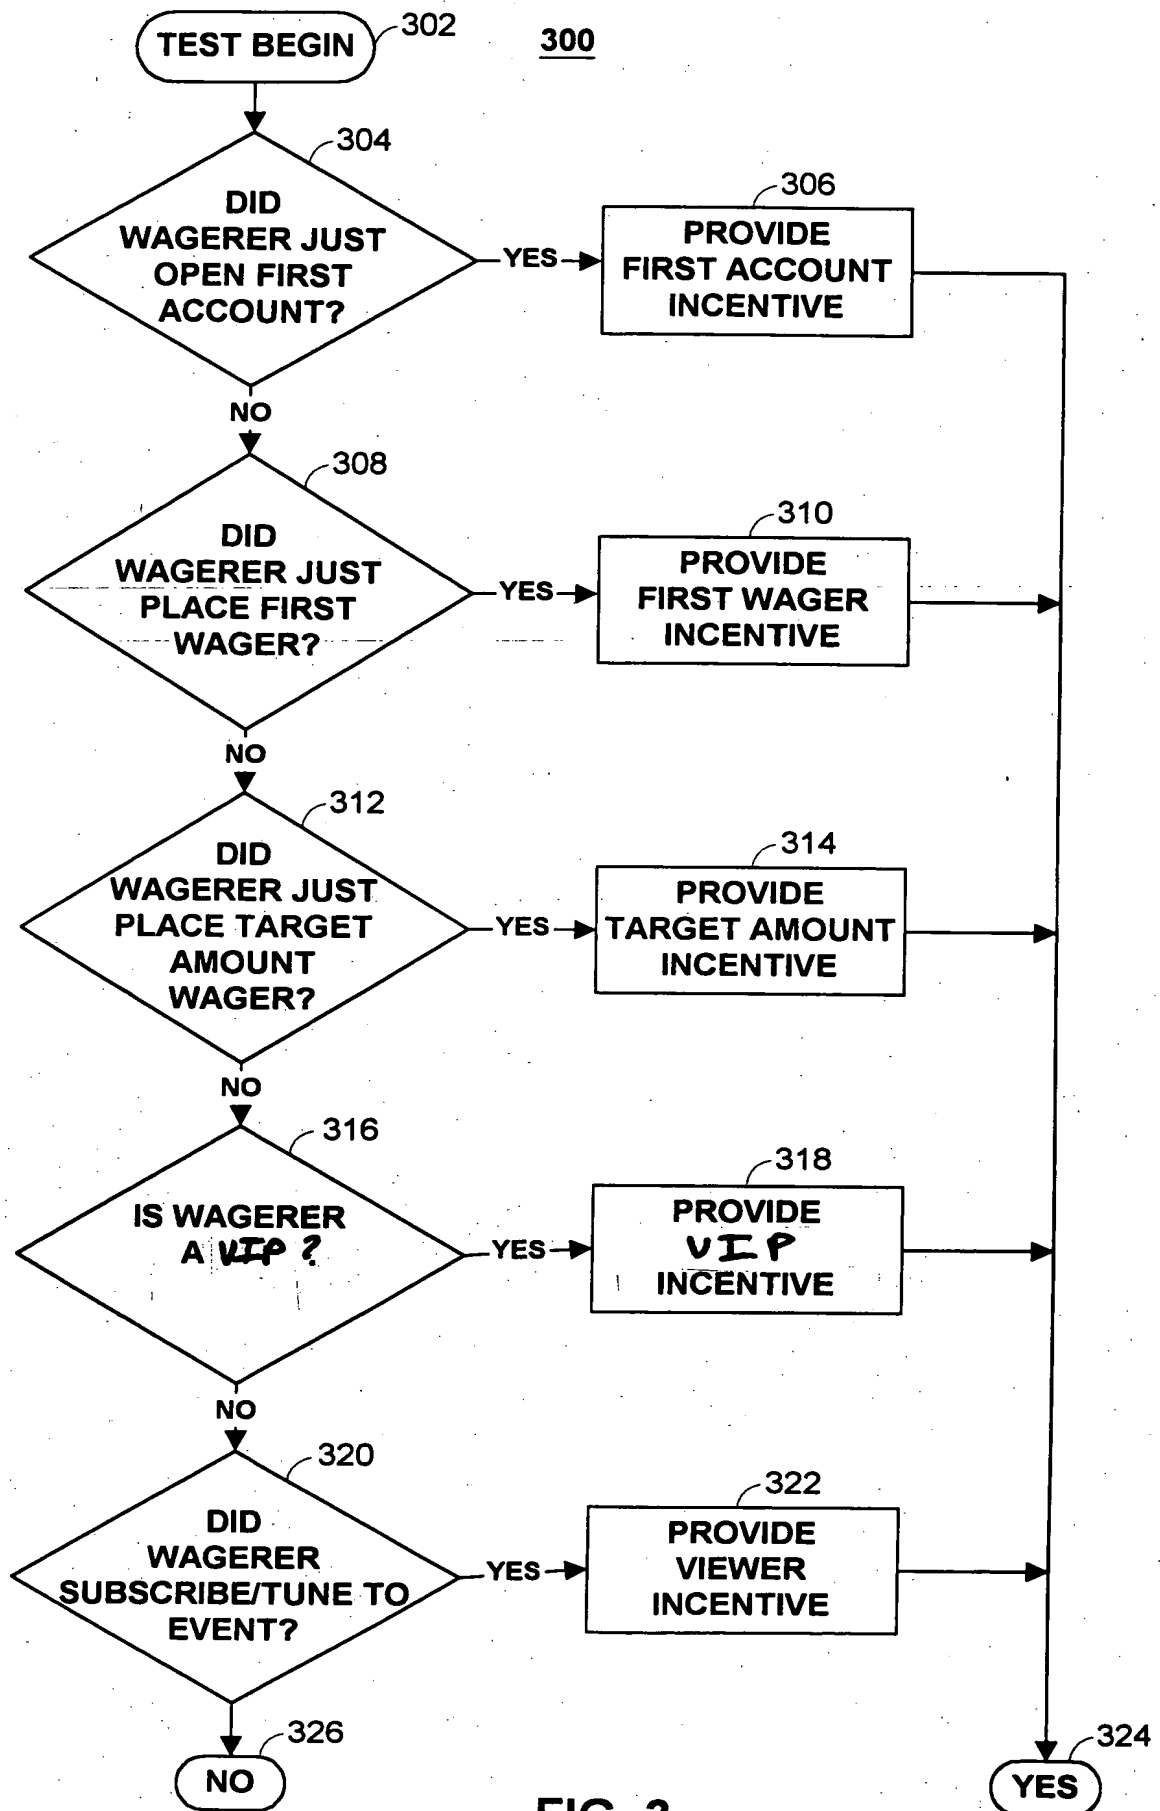 TEST BEGIN
302
300
304
DID
WAGERER JUST
OPEN FIRST
ACCOUNT?
YES
306
PROVIDE
FIRST ACCOUNT
INCENTIVE
NO
308
DID
WAGERER JUST
PLACE FIRST
WAGER?
YES
310
PROVIDE
FIRST WAGER
INCENTIVE
NO
312
DID
WAGERER JUST
PLACE TARGET
AMOUNT
WAGER?
YES
314
PROVIDE
TARGET AMOUNT
INCENTIVE
NO
316
IS WAGERER
A VIP?
YES
318
PROVIDE
VIP
INCENTIVE
NO
320
DID
WAGERER
SUBSCRIBE/TUNE TO
EVENT?
YES
322
PROVIDE
VIEWER
INCENTIVE
326
NO
324
YES
FIG. 3